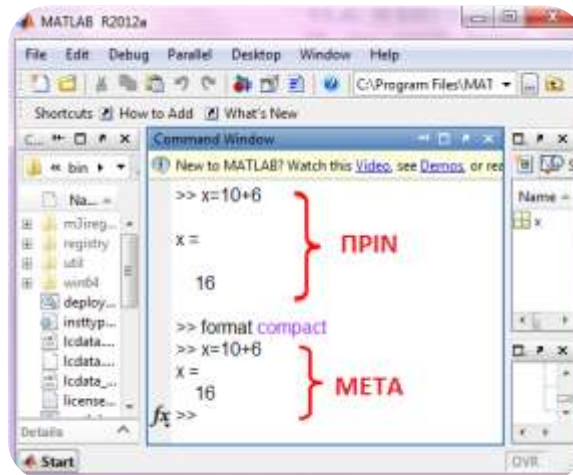 MATLAB R2012a
File Edit Debug Parallel Desktop Window Help
C:\Program Files\MAT
Shortcuts How to Add What's New
C...
Command Window
« bin
New to MATLAB? Watch this Video, see Demos, or rea
Na...
Name
m3ireg...
registry
util
win64
deploy...
insttyp...
lcdata....
lcdata....
lcdata_...
license...
>> x=10+6
x =
16
ΠΡΙΝ
>> format compact
>> x=10+6
x =
16
ΜΕΤΑ
fx >>
x
Details
Start
OVR